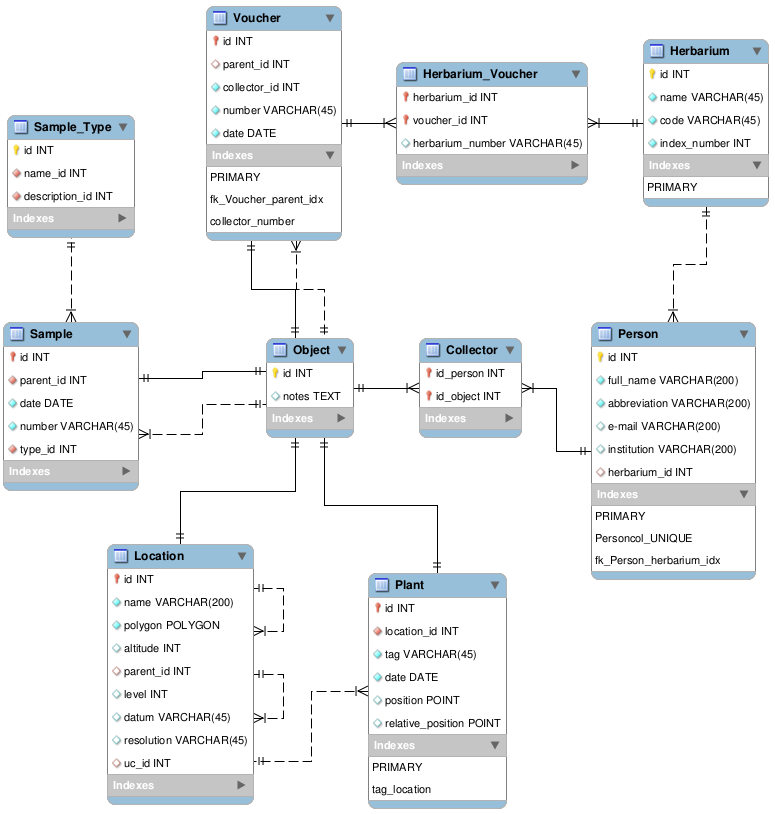 Voucher
id INT
parent_id INT
collector_id INT
number VARCHAR(45)
date DATE
Indexes
PRIMARY
fk_Voucher_parent_idx
collector_number
Herbarium_Voucher
herbarium_id INT
voucher_id INT
herbarium_number VARCHAR(45)
Indexes
Herbarium
id INT
name VARCHAR(45)
code VARCHAR(45)
index_number INT
Indexes
PRIMARY
Sample_Type
id INT
name_id INT
description_id INT
Indexes
Sample
id INT
parent_id INT
date DATE
number VARCHAR(45)
type_id INT
Indexes
Object
id INT
notes TEXT
Indexes
Collector
id_person INT
id_object INT
Indexes
Person
id INT
full_name VARCHAR(200)
abbreviation VARCHAR(200)
e-mail VARCHAR(200)
institution VARCHAR(200)
herbarium_id INT
Indexes
PRIMARY
Personcol_UNIQUE
fk_Person_herbarium_idx
Location
id INT
name VARCHAR(200)
polygon POLYGON
altitude INT
parent_id INT
level INT
datum VARCHAR(45)
resolution VARCHAR(45)
uc_id INT
Indexes
Plant
id INT
location_id INT
tag VARCHAR(45)
date DATE
position POINT
relative_position POINT
Indexes
PRIMARY
tag_location